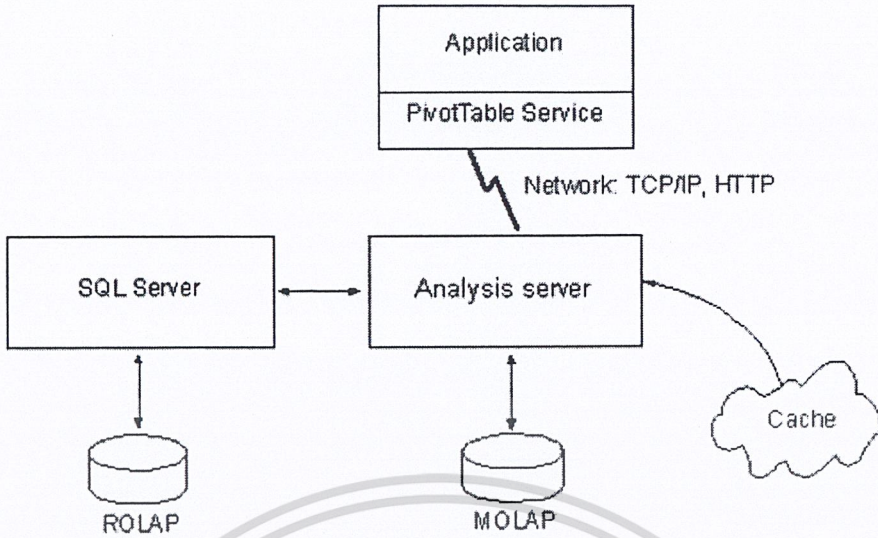 Application
PivotTable Service
Network: TCP/IP, HTTP
SQL Server
Analysis server
Cache
ROLAP
MOLAP